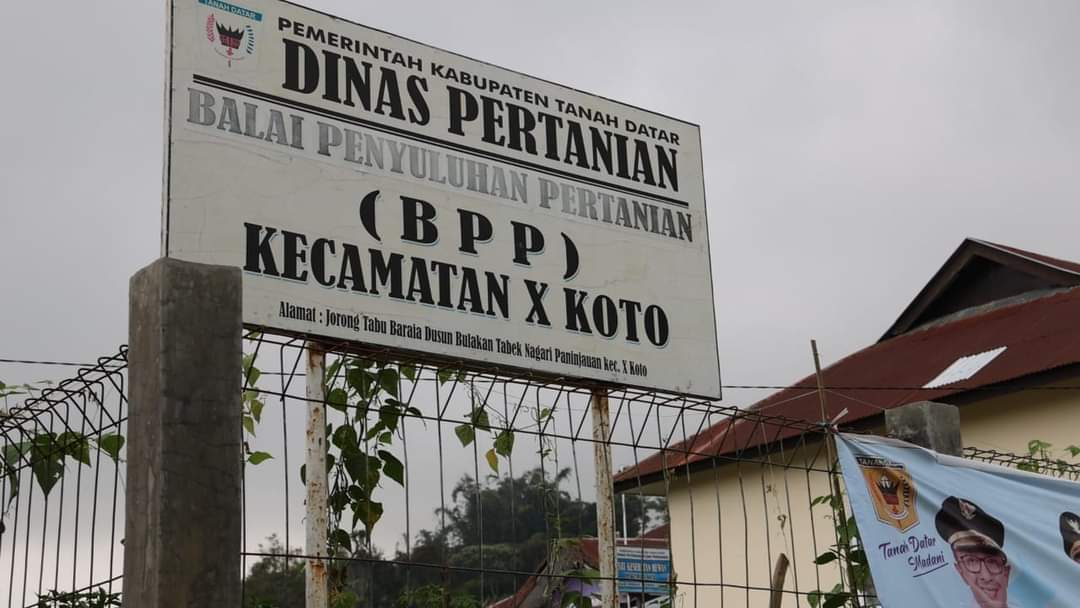 TANAH DATAR
PEMERINTAH KABUPATEN TANAH DATAR
DINAS PERTANIAN
BALAI PENYULUHAN PERTANIAN
( B P P )
KECAMATAN X KOTO
Alamat : Jorong Tabu Baraia Dusun Bulakan Tabek Nagari Paninjauan kec. X Koto
Tanah Datar
Madani